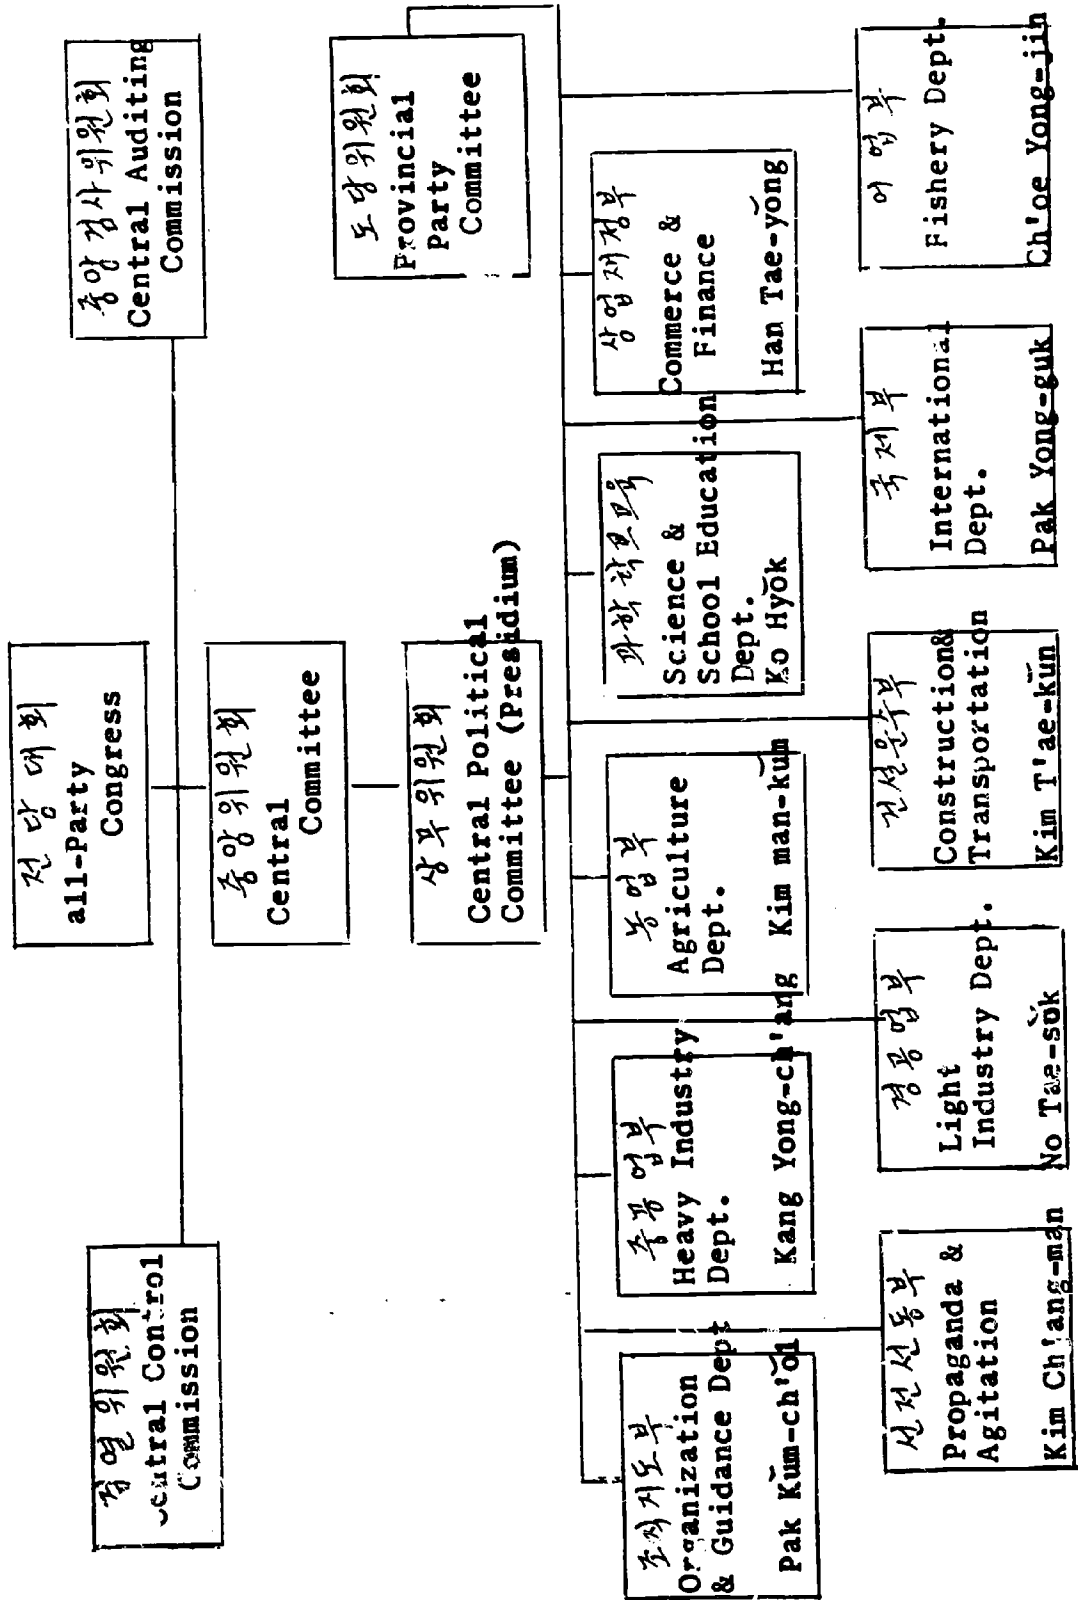 전당대회
all-Party
Congress
검열위원회
Central Control
Commission
중앙검사위원회
Central Auditing
Commission
중앙위원회
Central
Committee
상무위원회
Central Political
Committee (Presidium)
도당위원회
Provincial
Party
Committee
조직지도부
Organization
& Guidance Dept
Pak Kŭm-ch'ŏl
중공업부
Heavy Industry
Dept.
Kang Yong-ch'ang
농업부
Agriculture
Dept.
Kim man-kŭm
과학학교교육
Science &
School Education
Dept.
Ko Hyŏk
상업재정부
Commerce &
Finance
Han Tae-yŏng
선전선동부
Propaganda &
Agitation
Kim Ch'ang-man
경공업부
Light
Industry Dept.
No Tae-sŏk
건설운수부
Construction&
Transportation
Kim T'ae-kŭn
국제부
International
Dept.
Pak Yong-guk
어업부
Fishery Dept.
Ch'oe Yong-jin